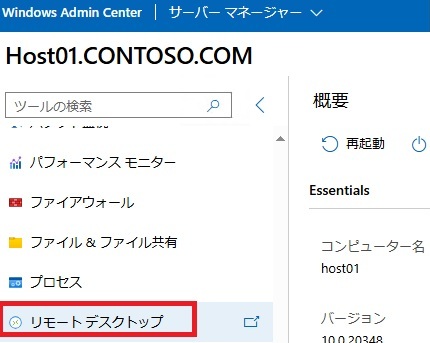 Windows Admin Center | サーバー マネージャー
Host01.CONTOSO.COM
ツールの検索
概要
パフォーマンス モニター
再起動
ファイアウォール
Essentials
ファイル & ファイル共有
コンピューター名
host01
プロセス
リモート デスクトップ
バージョン
10.0.20348